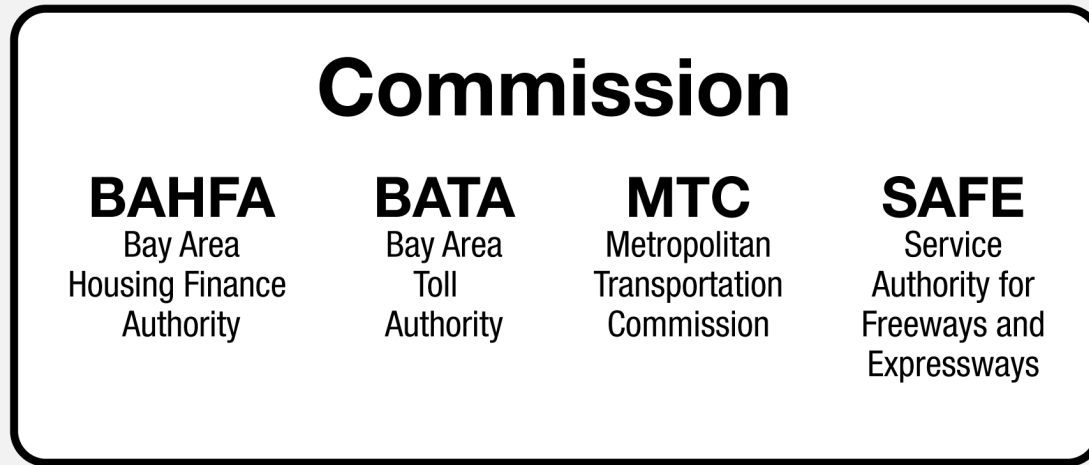 Commission
BAHFA
Bay Area
Housing Finance
Authority
BATA
Bay Area
Toll
Authority
MTC
Metropolitan
Transportation
Commission
SAFE
Service
Authority for
Freeways and
Expressways